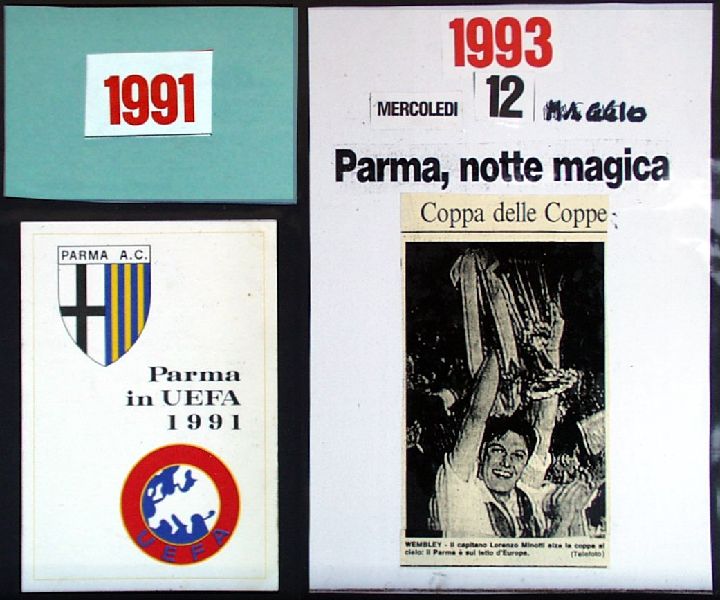 1991
PARMA A.C.
Parma
in UEFA
1991
UEFA
1993
MERCOLEDI 12 MAGGIO
Parma, notte magica
Coppa delle Coppe
WEMBLEY - Il capitano Lorenzo Minotti alza la coppa al
cielo: il Parma è sul tetto d'Europa. (Telefoto)